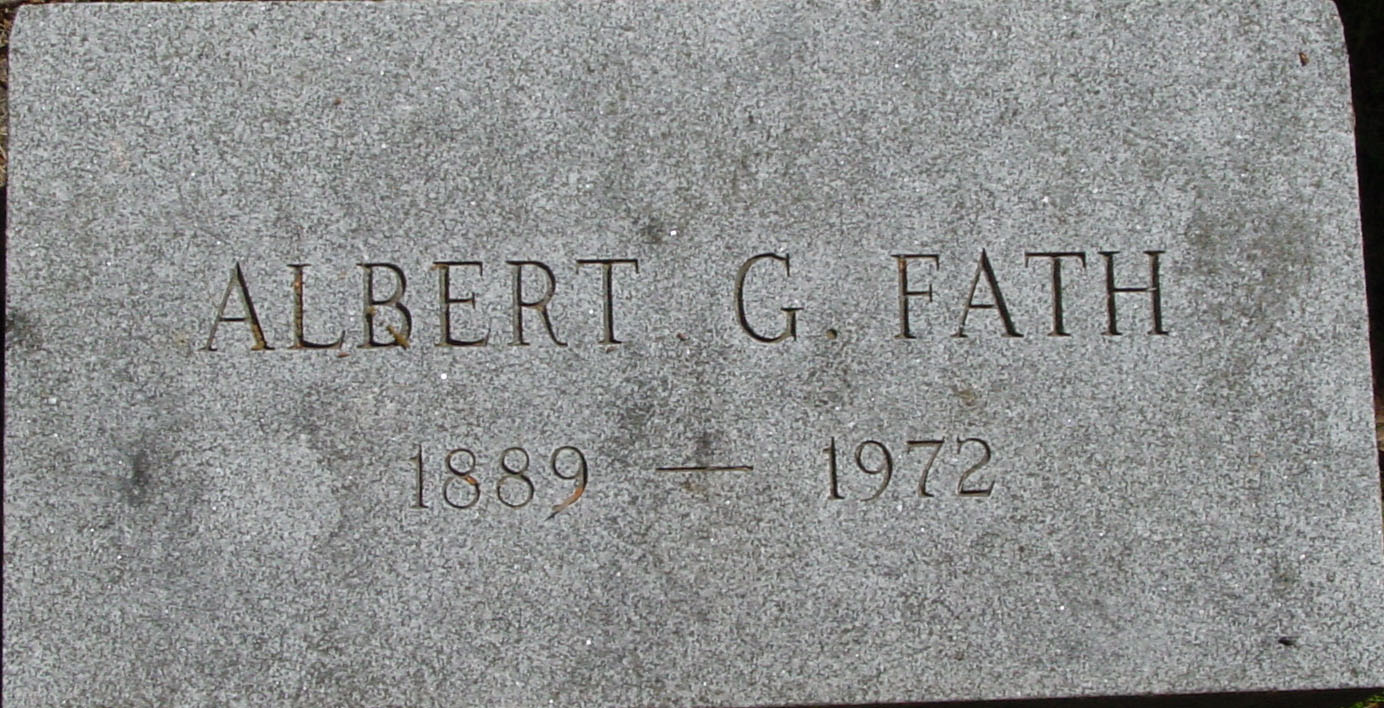 ALBERT G. FATH
1889 — 1972